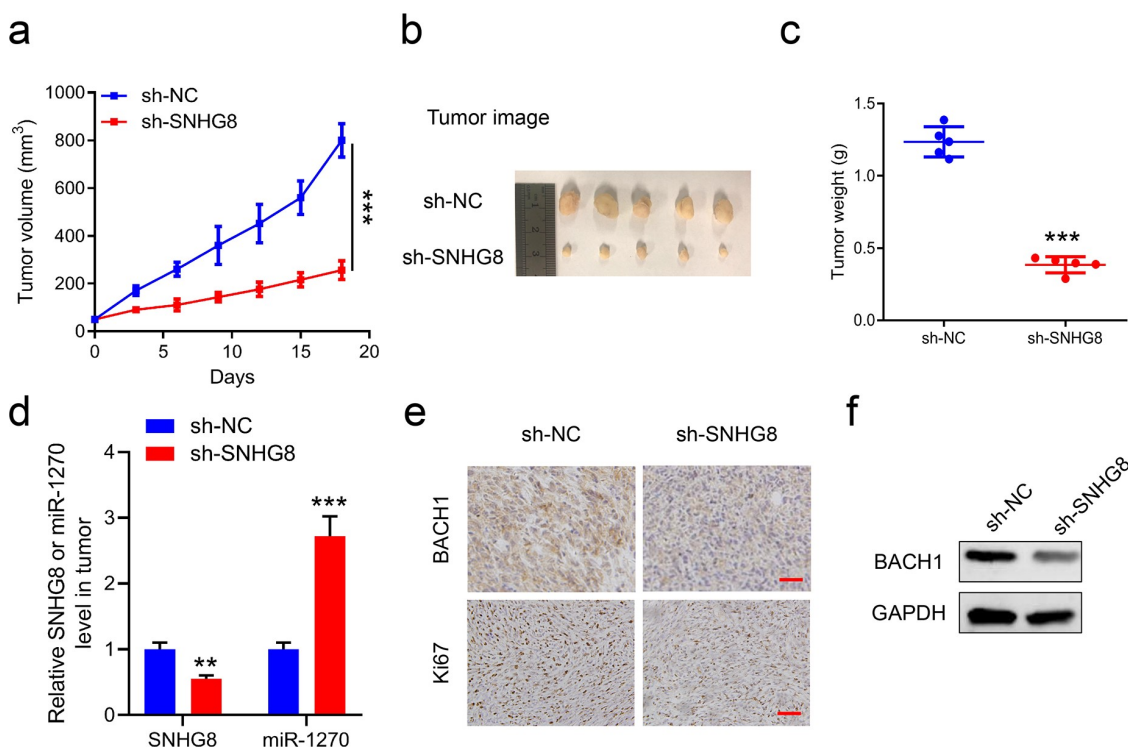 a
sh-NC
sh-SNHG8
Tumor volume (mm³)
1000
800
600
400
200
0
0 5 10 15 20
Days
***
b
Tumor image
sh-NC
sh-SNHG8
1
2
3
c
Tumor weight (g)
1.5
1.0
0.5
0.0
***
sh-NC sh-SNHG8
d
sh-NC
sh-SNHG8
Relative SNHG8 or miR-1270
level in tumor
4
3
2
1
0
**
***
SNHG8 miR-1270
e
sh-NC sh-SNHG8
BACH1
Ki67
f
sh-NC sh-SNHG8
BACH1
GAPDH